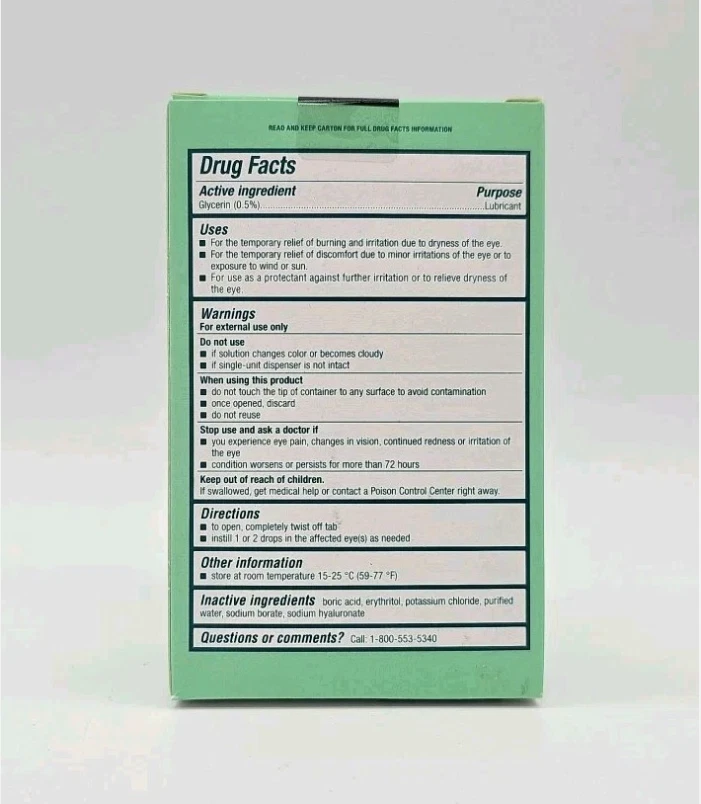 READ AND KEEP CARTON FOR FULL DRUG FACTS INFORMATION
Drug Facts
Active ingredient Purpose
Glycerin (0.5%)..........Lubricant
Uses
■ For the temporary relief of burning and irritation due to dryness of the eye.
■ For the temporary relief of discomfort due to minor irritations of the eye or to
exposure to wind or sun.
■ For use as a protectant against further irritation or to relieve dryness of
the eye.
Warnings
For external use only
Do not use
■ if solution changes color or becomes cloudy
■ if single-unit dispenser is not intact
When using this product
■ do not touch the tip of container to any surface to avoid contamination
■ once opened, discard
■ do not reuse
Stop use and ask a doctor if
■ you experience eye pain, changes in vision, continued redness or irritation of
the eye
■ condition worsens or persists for more than 72 hours
Keep out of reach of children.
If swallowed, get medical help or contact a Poison Control Center right away.
Directions
■ to open, completely twist off tab
■ instill 1 or 2 drops in the affected eye(s) as needed
Other information
■ store at room temperature 15-25 °C (59-77 °F)
Inactive ingredients boric acid, erythritol, potassium chloride, purified
water, sodium borate, sodium hyaluronate
Questions or comments? Call: 1-800-553-5340